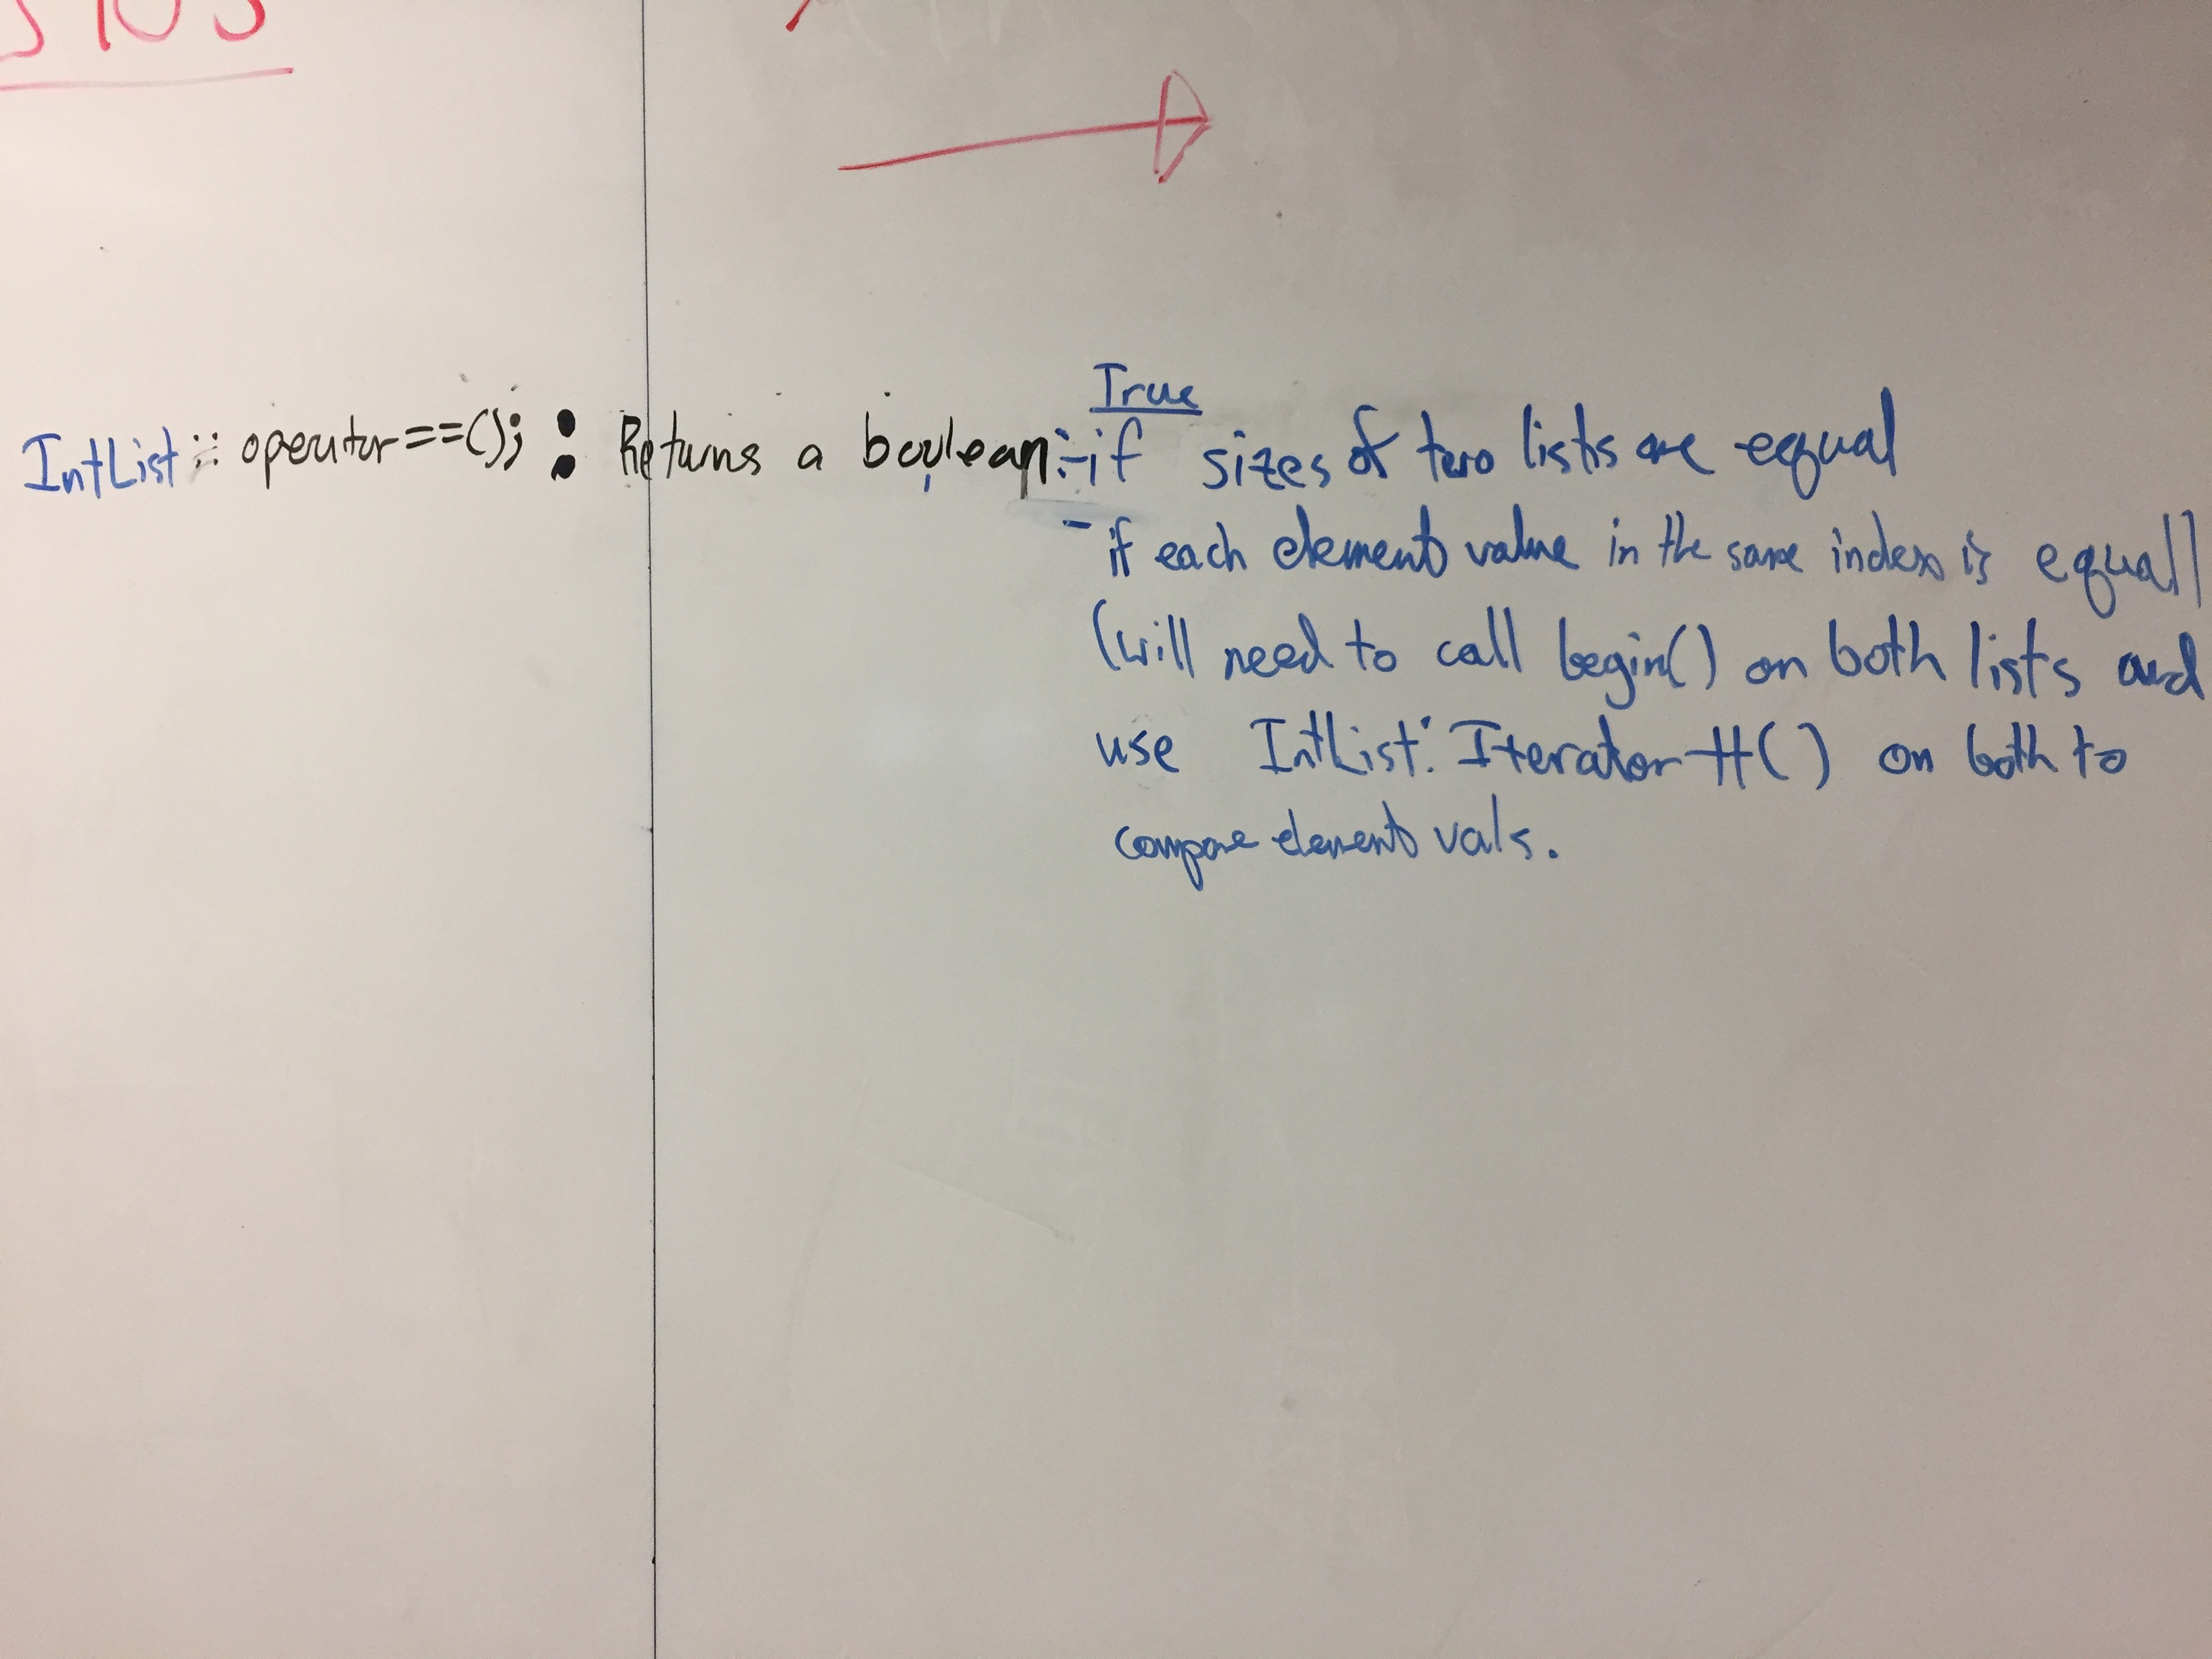 True
IntList :: operator==(); : Returns a boolean: -if sizes of two lists are equal
- if each element value in the same index is equal)
(will need to call begin() on both lists and
use IntList:: Iterator ++() on both to
compare element vals.